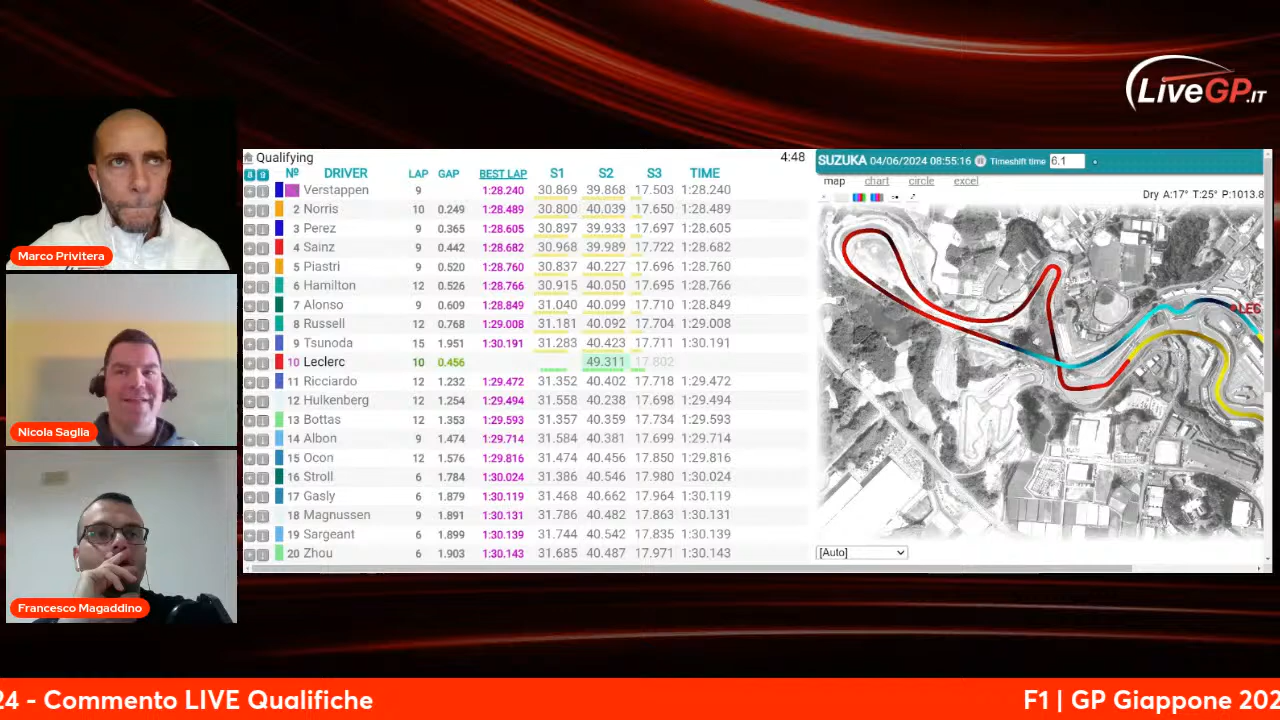 LiveGP.IT
Marco Privitera
Nicola Saglia
Francesco Magaddino
Qualifying 4:48
Nº DRIVER LAP GAP BEST LAP S1 S2 S3 TIME
Verstappen 9 1:28.240 30.869 39.868 17.503 1:28.240
2 Norris 10 0.249 1:28.489 30.800 40.039 17.650 1:28.489
3 Perez 9 0.365 1:28.605 30.897 39.933 17.697 1:28.605
4 Sainz 9 0.442 1:28.682 30.968 39.989 17.722 1:28.682
5 Piastri 9 0.520 1:28.760 30.837 40.227 17.696 1:28.760
6 Hamilton 12 0.526 1:28.766 30.915 40.050 17.695 1:28.766
7 Alonso 9 0.609 1:28.849 31.040 40.099 17.710 1:28.849
8 Russell 12 0.768 1:29.008 31.181 40.092 17.704 1:29.008
9 Tsunoda 15 1.951 1:30.191 31.283 40.423 17.711 1:30.191
10 Leclerc 10 0.456 49.311 17.802
11 Ricciardo 12 1.232 1:29.472 31.352 40.402 17.718 1:29.472
12 Hulkenberg 12 1.254 1:29.494 31.558 40.238 17.698 1:29.494
13 Bottas 12 1.353 1:29.593 31.357 40.359 17.734 1:29.593
14 Albon 9 1.474 1:29.714 31.584 40.381 17.699 1:29.714
15 Ocon 12 1.576 1:29.816 31.474 40.456 17.850 1:29.816
16 Stroll 6 1.784 1:30.024 31.386 40.546 17.980 1:30.024
17 Gasly 6 1.879 1:30.119 31.468 40.662 17.964 1:30.119
18 Magnussen 9 1.891 1:30.131 31.786 40.482 17.863 1:30.131
19 Sargeant 6 1.899 1:30.139 31.744 40.542 17.835 1:30.139
20 Zhou 6 1.903 1:30.143 31.685 40.487 17.971 1:30.143
SUZUKA 04/06/2024 08:55:16 Timeshift time 6.1
map chart circle excel
Dry A:17° T:25° P:1013.8
LEC
[Auto]
24 - Commento LIVE Qualifiche F1 | GP Giappone 202